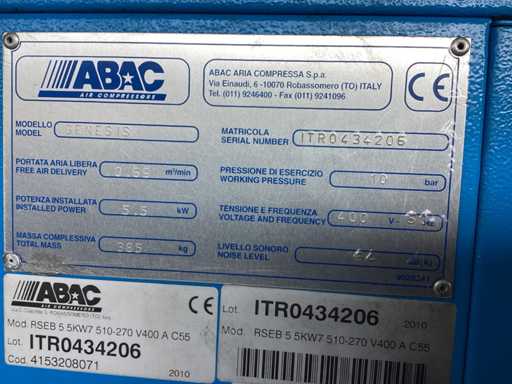 ABAC
AIR COMPRESSORS
ABAC ARIA COMPRESSA S.p.a.
Via Einaudi, 6 -10070 Robassomero (TO) ITALY
Tel. (011) 9246400 - Fax (011) 9241096
CE
MODELLO
MODEL
GENESIS
MATRICOLA
SERIAL NUMBER
ITR0434206
PORTATA ARIA LIBERA
FREE AIR DELIVERY
m³/min
PRESSIONE DI ESERCIZIO
WORKING PRESSURE
10 bar
POTENZA INSTALLATA
INSTALLED POWER
5.5 kW
TENSIONE E FREQUENZA
VOLTAGE AND FREQUENCY
400 V -
MASSA COMPLESSIVA
TOTAL MASS
385 kg
LIVELLO SONORO
NOISE LEVEL
ABAC
AIR COMPRESSORS
CE
Mod. RSEB 5 5KW7 510-270 V400 A C55
Lot. ITR0434206
Cod. 4153208071
2010
Lot. ITR0434206
2010
Mod. RSEB 5 5KW7 510-270 V400 A C55